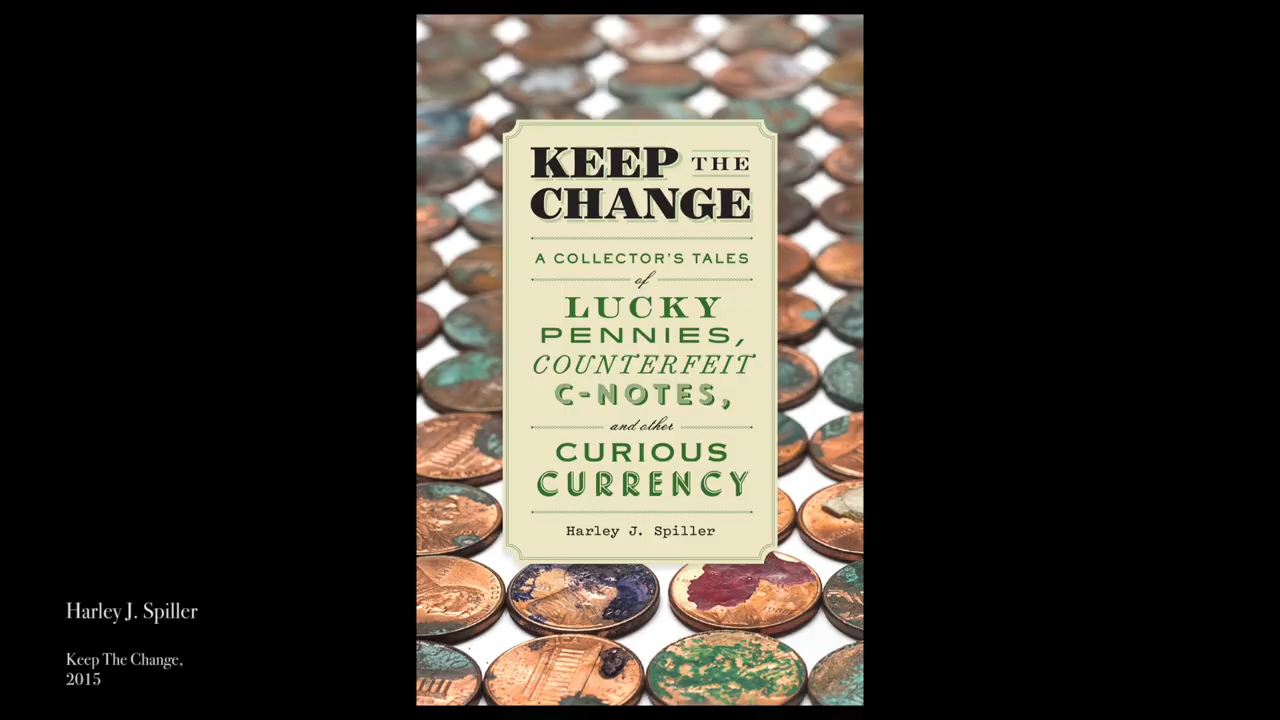 KEEP THE
CHANGE
A COLLECTOR'S TALES
of
LUCKY
PENNIES,
COUNTERFEIT
C-NOTES,
and other
CURIOUS
CURRENCY
Harley J. Spiller
Harley J. Spiller
Keep The Change,
2015